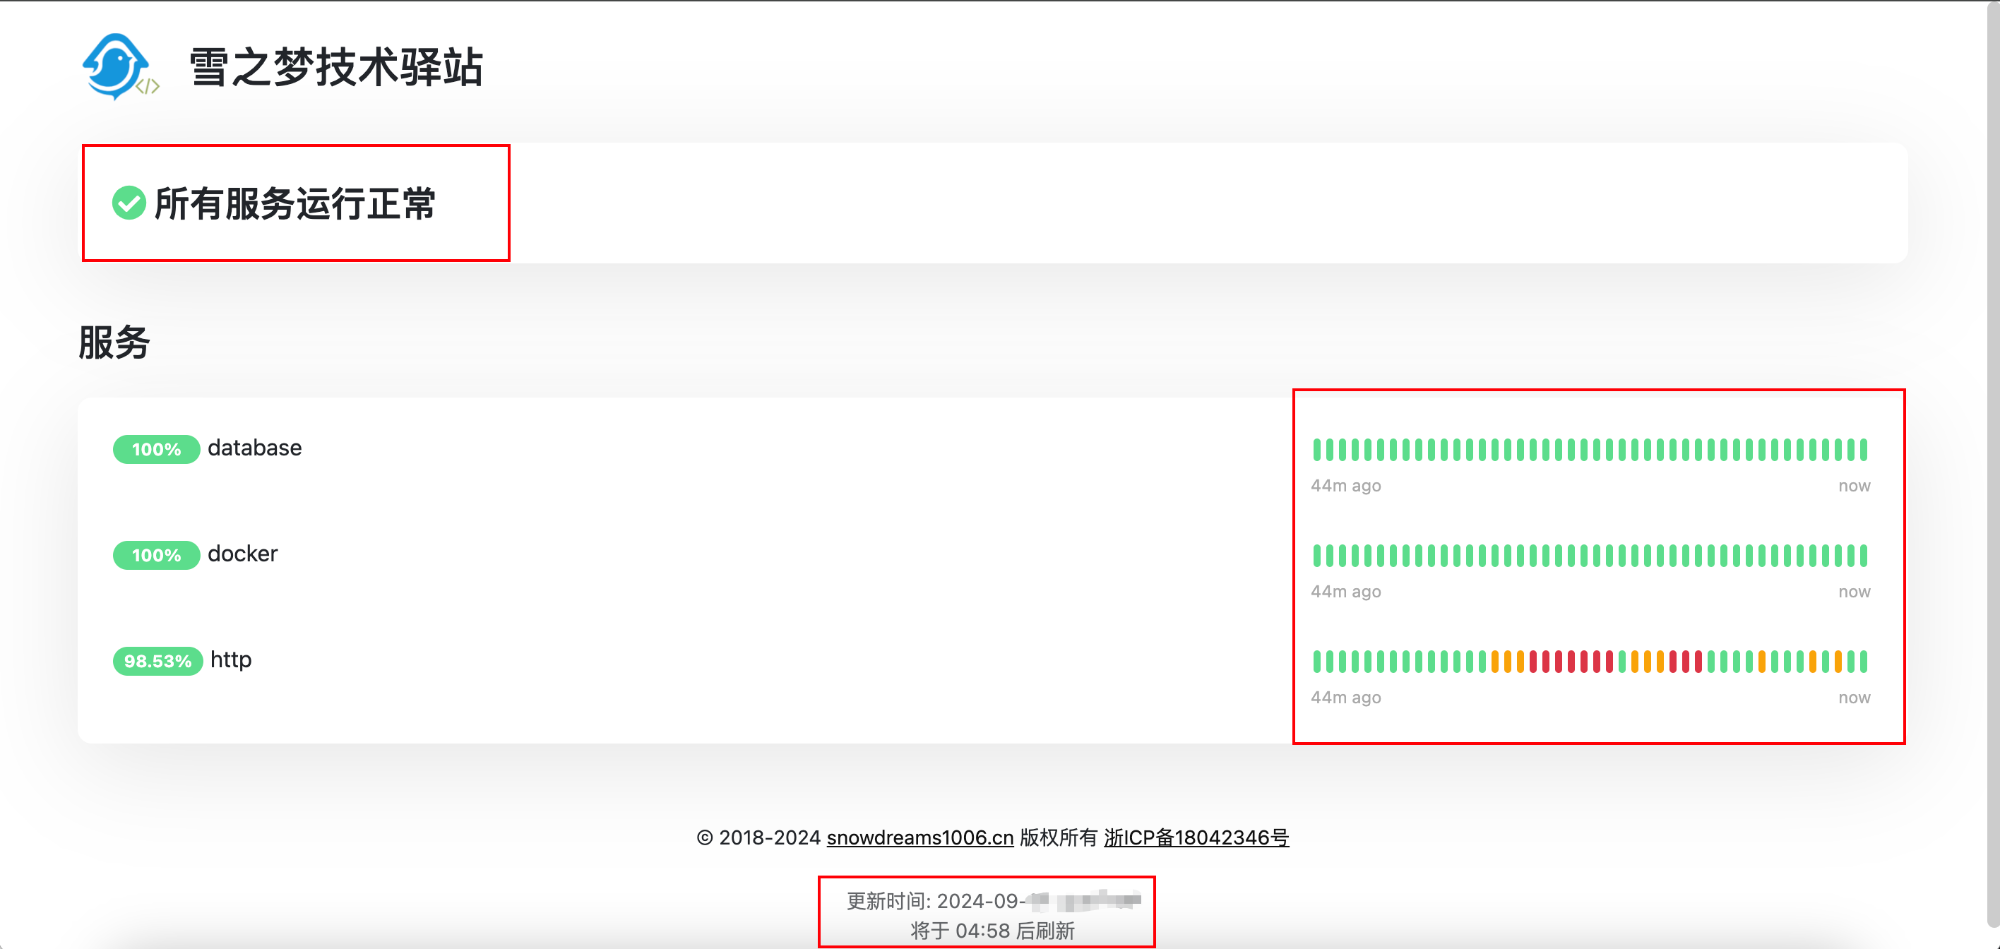 雪之梦技术驿站
</>
所有服务运行正常
服务
100% database
44m ago now
100% docker
44m ago now
98.53% http
44m ago now
© 2018-2024 snowdreams1006.cn 版权所有 浙ICP备18042346号
更新时间: 2024-09-
将于 04:58 后刷新